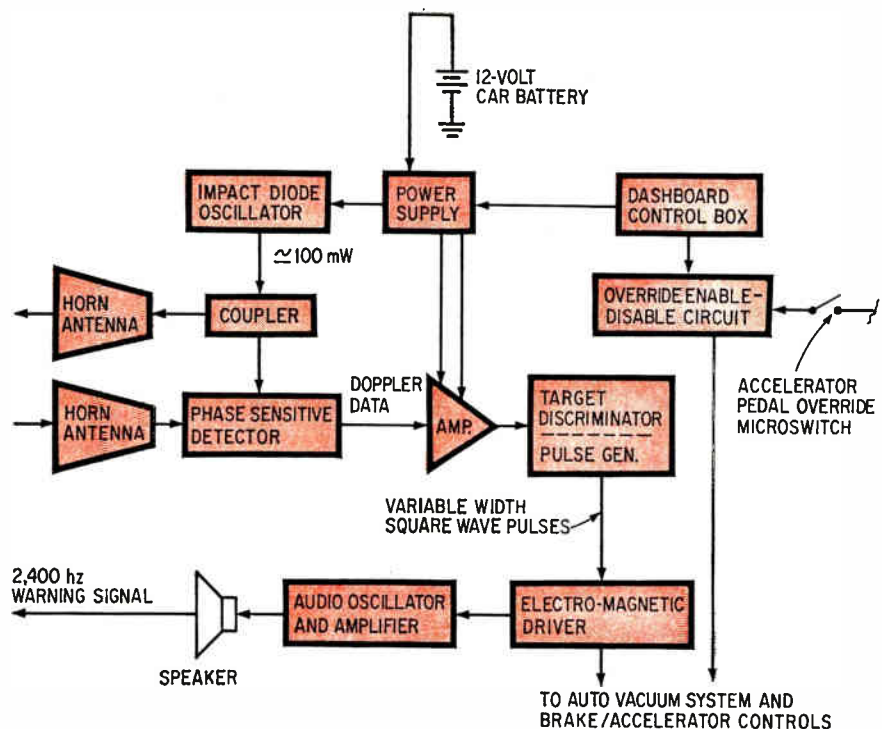 12-VOLT
CAR BATTERY
IMPACT DIODE
OSCILLATOR
POWER
SUPPLY
DASHBOARD
CONTROL BOX
≃100 mW
HORN
ANTENNA
COUPLER
OVERRIDE ENABLE-
DISABLE CIRCUIT
ACCELERATOR
PEDAL OVERRIDE
MICROSWITCH
HORN
ANTENNA
PHASE SENSITIVE
DETECTOR
DOPPLER
DATA
AMP.
TARGET
DISCRIMINATOR
PULSE GEN.
VARIABLE WIDTH
SQUARE WAVE PULSES
2,400 hz
WARNING SIGNAL
SPEAKER
AUDIO OSCILLATOR
AND AMPLIFIER
ELECTRO-MAGNETIC
DRIVER
TO AUTO VACUUM SYSTEM AND
BRAKE/ACCELERATOR CONTROLS